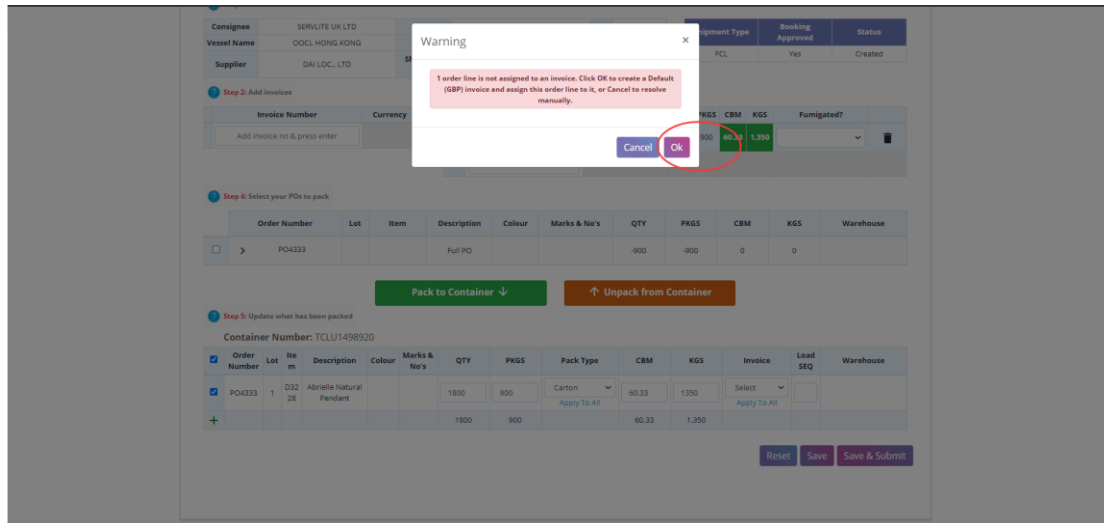 Consignee SERVLITE UK LTD
Vessel Name OOCL HONG KONG
Supplier DAI LOC., LTD
Shipment Type Booking Approved Status
FCL Yes Created
Warning ×
1 order line is not assigned to an invoice. Click OK to create a Default
(GBP) invoice and assign this order line to it, or Cancel to resolve
manually.
Cancel Ok
Step 2: Add invoices
Invoice Number Currency
Add invoice no & press enter
PKGS CBM KGS Fumigated?
900 60.33 1,350
Step 4: Select your POs to pack
Order Number Lot Item Description Colour Marks & No's QTY PKGS CBM KGS Warehouse
PO4333 Full PO -900 -900 0 0
Pack to Container ↓ ↑ Unpack from Container
Step 5: Update what has been packed
Container Number: TCLU1498920
Order Number Lot Item Description Colour Marks & No's QTY PKGS Pack Type CBM KGS Invoice Load SEQ Warehouse
PO4333 1 D3228 Abrielle Natural Pendant 1800 900 Carton 60.33 1350 Select
Apply To All Apply To All
1800 900 60.33 1,350
Reset Save Save & Submit